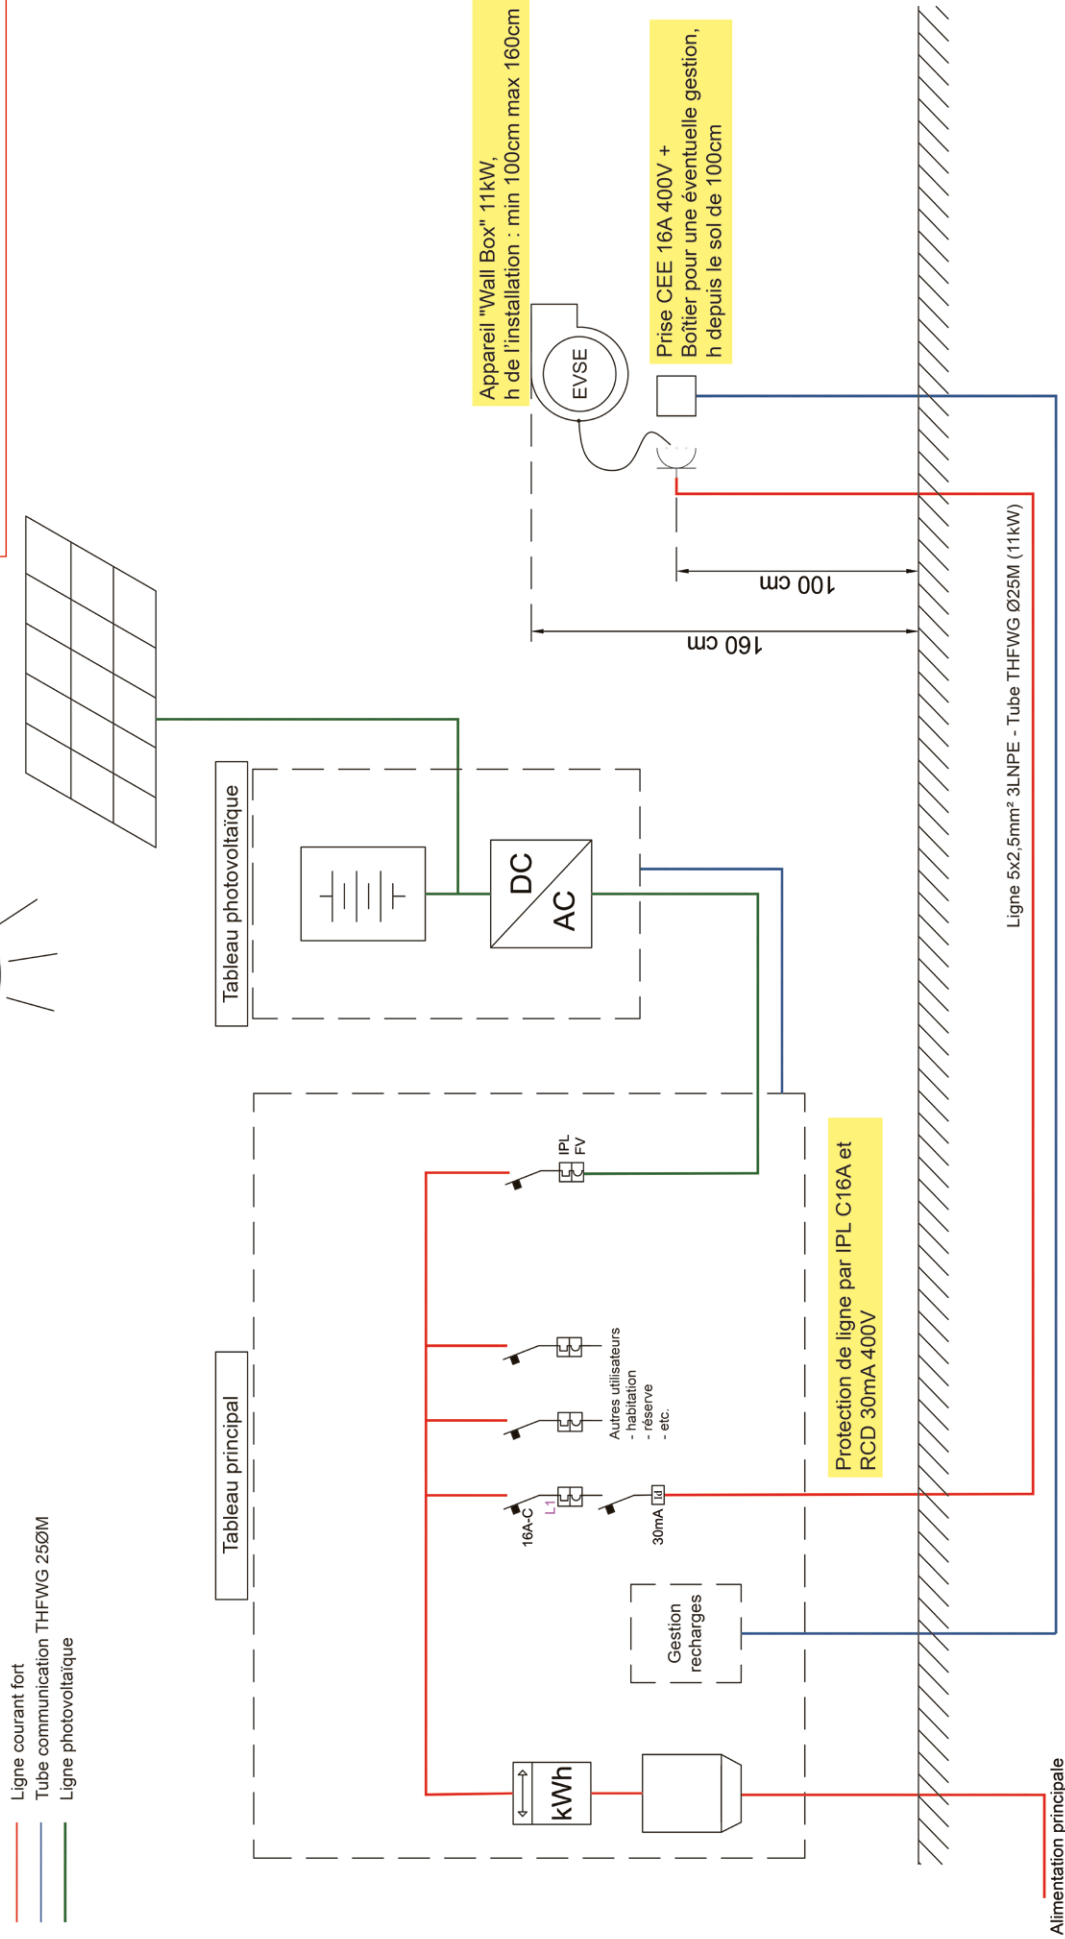 Ligne courant fort
Tube communication THFWG 25ØM
Ligne photovoltaïque
Tableau principal
Tableau photovoltaïque
kWh
Gestion
recharges
16A-C
L1
30mA
Id
Autres utilisateurs
- habitation
- réserve
- etc.
IPL
FV
DC
AC
Protection de ligne par IPL C16A et
RCD 30mA 400V
Appareil "Wall Box" 11kW,
h de l'installation : min 100cm max 160cm
EVSE
Prise CEE 16A 400V +
Boîtier pour une éventuelle gestion,
h depuis le sol de 100cm
160 cm
100 cm
Ligne 5x2,5mm² 3LNPE - Tube THFWG Ø25M (11kW)
Alimentation principale